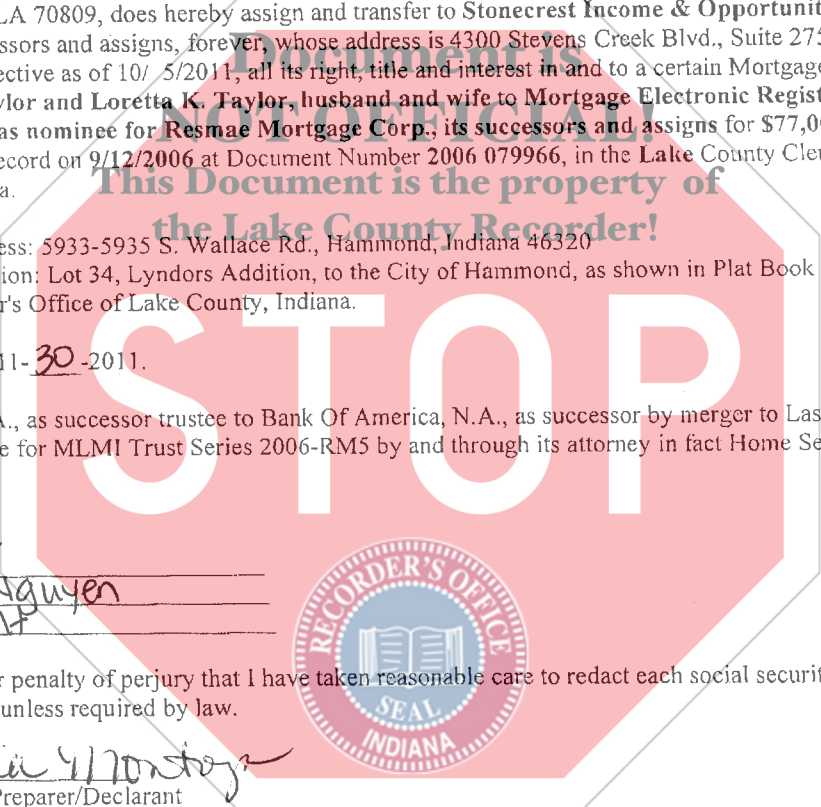 LA 70809, does hereby assign and transfer to Stonecrest Income & Opportunit
ssors and assigns, forever, whose address is 4300 Stevens Creek Blvd., Suite 275
ective as of 10/ 5/2011, all its right, title and interest in and to a certain Mortgage
ylor and Loretta K. Taylor, husband and wife to Mortgage Electronic Regist
as nominee for Resmae Mortgage Corp., its successors and assigns for $77,0
ecord on 9/12/2006 at Document Number 2006 079966, in the Lake County Cler
a.
Document is
NOT OFFICIAL!
This Document is the property of
the Lake County Recorder!
ess: 5933-5935 S. Wallace Rd., Hammond, Indiana 46320
ion: Lot 34, Lyndors Addition, to the City of Hammond, as shown in Plat Book
r's Office of Lake County, Indiana.
11-30-2011.
A., as successor trustee to Bank Of America, N.A., as successor by merger to Las
e for MLMI Trust Series 2006-RM5 by and through its attorney in fact Home Se
STOP
Nguyen
r penalty of perjury that I have taken reasonable care to redact each social securit
unless required by law.
RECORDER'S OFFICE
SEAL
INDIANA
Preparer/Declarant